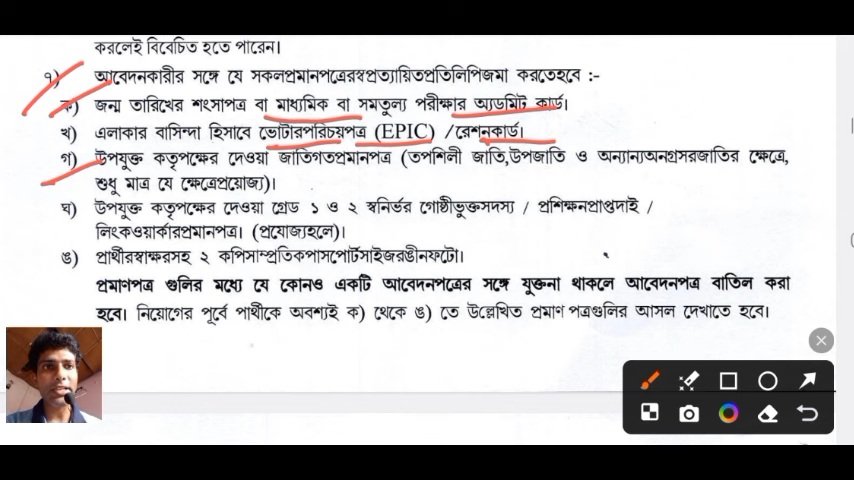 করলেই বিবেচিত হতে পারেন।
৭) আবেদনকারীর সঙ্গে যে সকলপ্রমানপত্রেরস্বপ্রত্যায়িতপ্রতিলিপিজমা করতেহবে :-
ক) জন্ম তারিখের শংসাপত্র বা মাধ্যমিক বা সমতুল্য পরীক্ষার অ্যাডমিট কার্ড।
খ) এলাকার বাসিন্দা হিসাবে ভোটারপরিচয়পত্র (EPIC) /রেশনকার্ড।
গ) উপযুক্ত কতৃপক্ষের দেওয়া জাতিগতপ্রমানপত্র (তপশিলী জাতি,উপজাতি ও অন্যান্যঅনগ্রসরজাতির ক্ষেত্রে,
শুধু মাত্র যে ক্ষেত্রেপ্রযোজ্য)।
ঘ) উপযুক্ত কতৃপক্ষের দেওয়া গ্রেড ১ ও ২ স্বনির্ভর গোষ্ঠীভুক্তসদস্য / প্রশিক্ষনপ্রাপ্তদাই /
লিংকওয়ার্কারপ্রমানপত্র। (প্রযোজ্যহলে)।
ঙ) প্রার্থীরস্বাক্ষরসহ ২ কপিসাম্প্রতিকপাসপোর্টসাইজরঙীনফটো।
প্রমাণপত্র গুলির মধ্যে যে কোনও একটি আবেদনপত্রের সঙ্গে যুক্তনা থাকলে আবেদনপত্র বাতিল করা
হবে। নিয়োগের পূর্বে পার্থীকে অবশ্যই ক) থেকে ঙ) তে উল্লেখিত প্রমাণ পত্রগুলির আসল দেখাতে হবে।